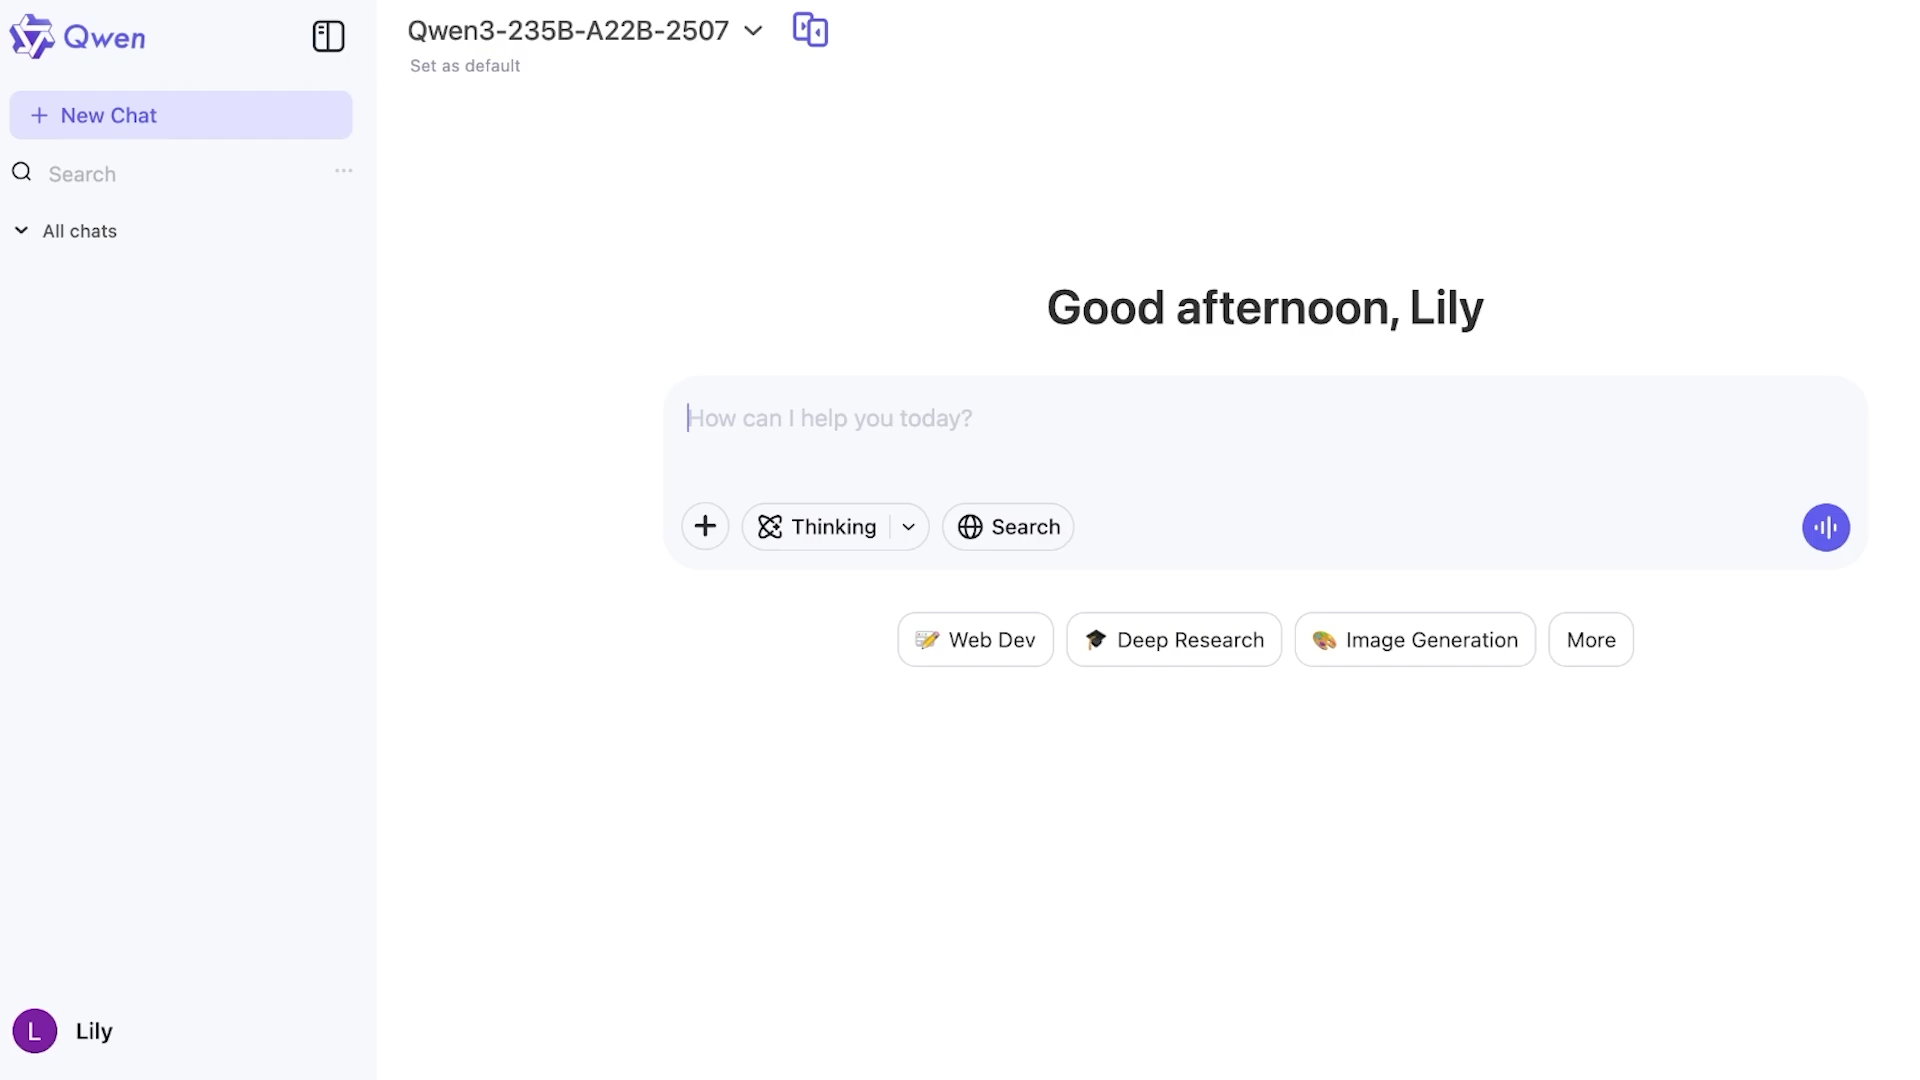 Qwen
New Chat
Search
All chats
L
Lily
Qwen3-235B-A22B-2507
Set as default
Good afternoon, Lily
How can I help you today?
Thinking
Search
Web Dev
Deep Research
Image Generation
More